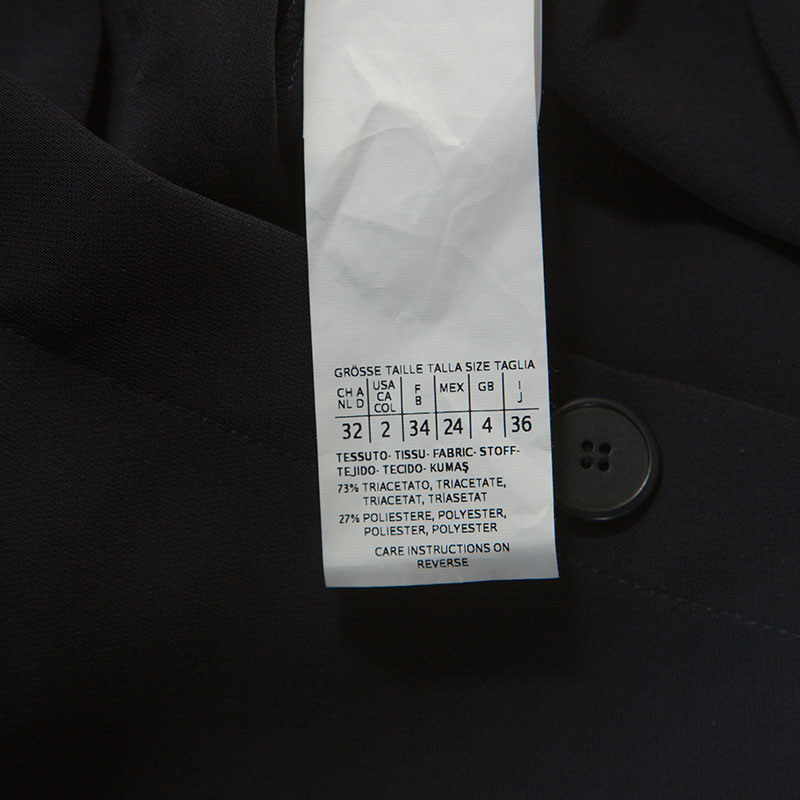 GRÖSSE TAILLE TALLA SIZE TAGLIA
CH A NL D USA CA COL F B MEX GB I J
32 2 34 24 4 36
TESSUTO- TISSU- FABRIC- STOFF-
TEJIDO- TECIDO- KUMAŞ
73% TRIACETATO, TRIACETATE,
TRIACETAT, TRİASETAT
27% POLIESTERE, POLYESTER,
POLIESTER, POLYESTER
CARE INSTRUCTIONS ON
REVERSE